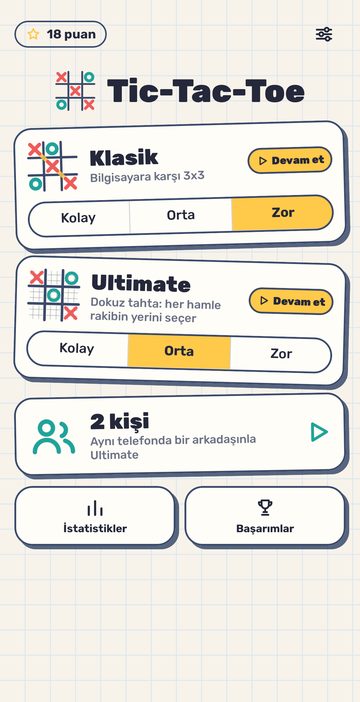 18 puan
Tic-Tac-Toe
Klasik
Bilgisayara karşı 3x3
Devam et
Kolay
Orta
Zor
Ultimate
Dokuz tahta: her hamle
rakibin yerini seçer
Devam et
Kolay
Orta
Zor
2 kişi
Aynı telefonda bir arkadaşınla
Ultimate
İstatistikler
Başarımlar